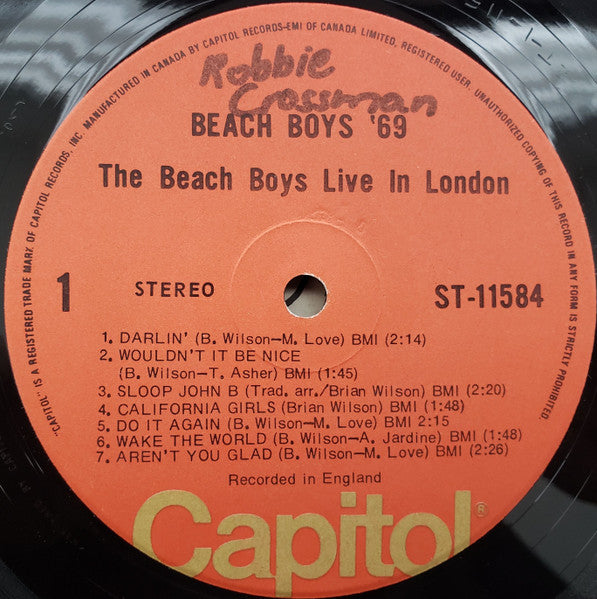 "CAPITOL" IS A REGISTERED TRADE MARK OF CAPITOL RECORDS, INC. MANUFACTURED IN CANADA BY CAPITOL RECORDS-EMI OF CANADA LIMITED, REGISTERED USER. UNAUTHORIZED COPYING OF THIS RECORD IN ANY FORM IS STRICTLY PROHIBITED.
Robbie
Crossman
BEACH BOYS '69
The Beach Boys Live In London
1 STEREO ST-11584
1. DARLIN' (B. Wilson-M. Love) BMI (2:14)
2. WOULDN'T IT BE NICE
(B. Wilson-T. Asher) BMI (1:45)
3. SLOOP JOHN B (Trad. arr./Brian Wilson) BMI (2:20)
4. CALIFORNIA GIRLS (Brian Wilson) BMI (1:48)
5. DO IT AGAIN (B. Wilson-M. Love) BMI 2:15
6. WAKE THE WORLD (B. Wilson-A. Jardine) BMI (1:48)
7. AREN'T YOU GLAD (B. Wilson-M. Love) BMI (2:26)
Recorded in England
Capitol®